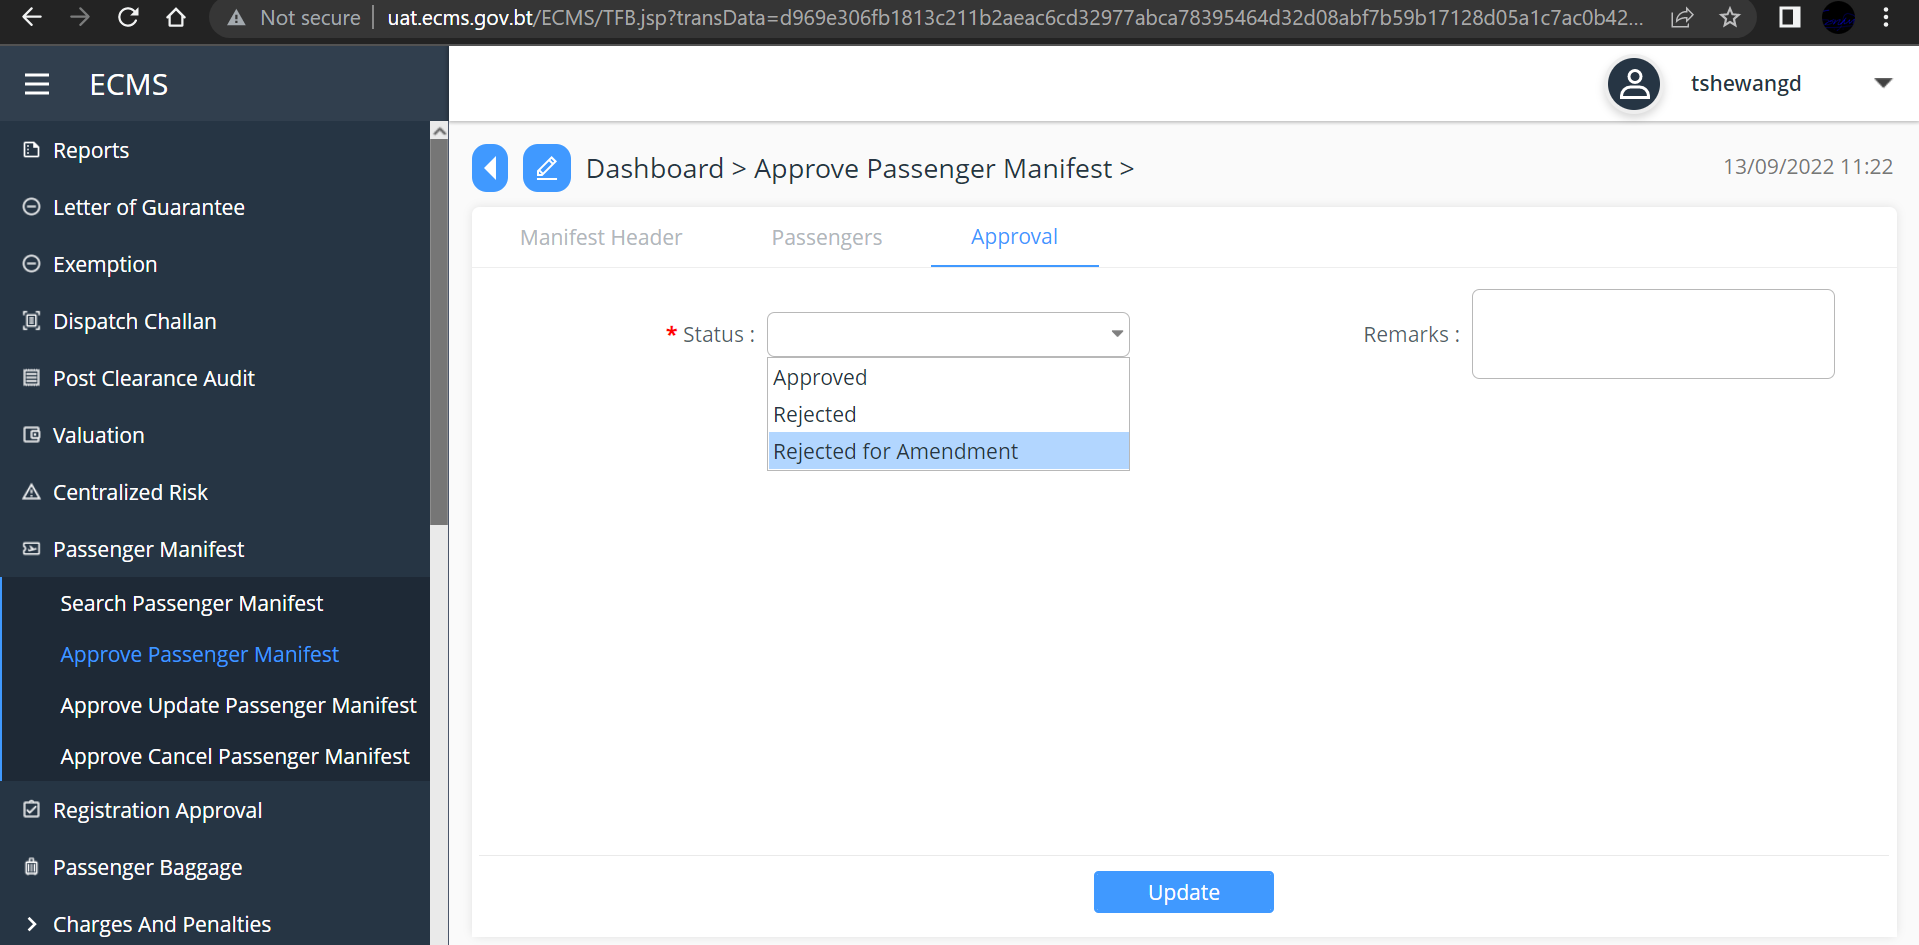 Not secure | uat.ecms.gov.bt/ECMS/TFB.jsp?transData=d969e306fb1813c211b2aeac6cd32977abca78395464d32d08abf7b59b17128d05a1c7ac0b42...
ECMS
tshewangd
Reports
Letter of Guarantee
Exemption
Dispatch Challan
Post Clearance Audit
Valuation
Centralized Risk
Passenger Manifest
Search Passenger Manifest
Approve Passenger Manifest
Approve Update Passenger Manifest
Approve Cancel Passenger Manifest
Registration Approval
Passenger Baggage
Charges And Penalties
Dashboard > Approve Passenger Manifest >
13/09/2022 11:22
Manifest Header Passengers Approval
* Status :
Remarks :
Approved
Rejected
Rejected for Amendment
Update